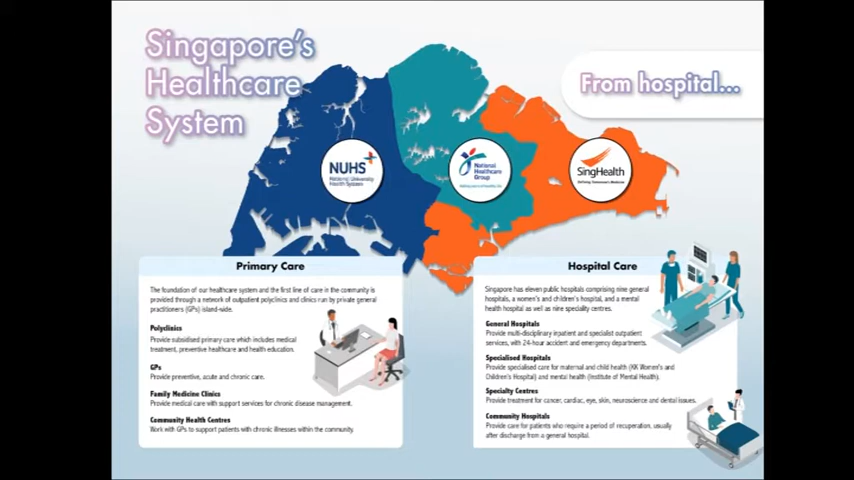 Singapore's
Healthcare
System
From hospital...
NUHS
National University
Health System
National
Healthcare
Group
SingHealth
Defining Tomorrow's Medicine
Primary Care
The foundation of our healthcare system and the first line of care in the community is
provided through a network of outpatient polyclinics and clinics run by private general
practitioners (GPs) island-wide.
Polyclinics
Provide subsidised primary care which includes medical
treatment, preventive healthcare and health education.
GPs
Provide preventive, acute and chronic care.
Family Medicine Clinics
Provide medical care with support services for chronic disease management.
Community Health Centres
Work with GPs to support patients with chronic illnesses within the community.
Hospital Care
Singapore has eleven public hospitals comprising nine general
hospitals, a women's and children's hospital, and a mental
health hospital as well as nine speciality centres.
General Hospitals
Provide multi-disciplinary inpatient and specialist outpatient
services, with 24-hour accident and emergency departments.
Specialised Hospitals
Provide specialised care for maternal and child health (KK Women's and
Children's Hospital) and mental health (Institute of Mental Health).
Specialty Centres
Provide treatment for cancer, cardiac, eye, skin, neuroscience and dental issues.
Community Hospitals
Provide care for patients who require a period of recuperation, usually
after discharge from a general hospital.